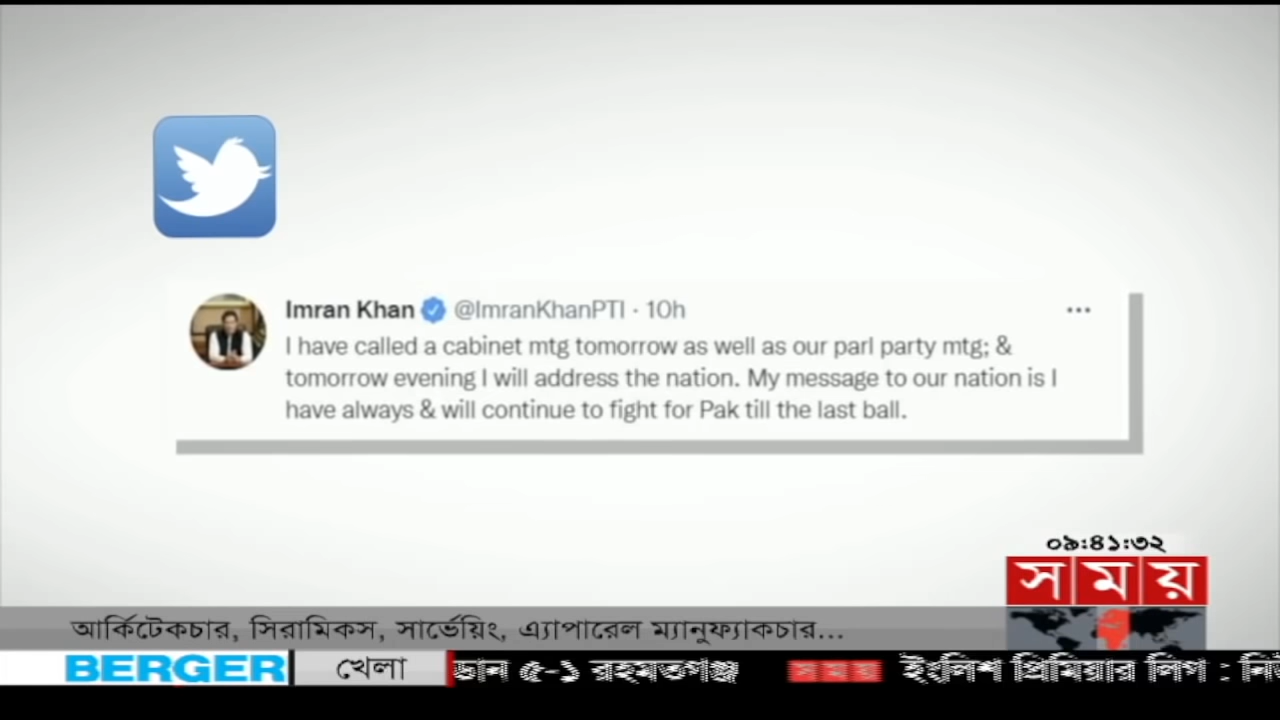 Imran Khan @ImranKhanPTI · 10h
I have called a cabinet mtg tomorrow as well as our parl party mtg; &
tomorrow evening I will address the nation. My message to our nation is I
have always & will continue to fight for Pak till the last ball.
০৯:৪১:৩২
সময়
আর্কিটেকচার, সিরামিকস, সার্ভেয়িং, এ্যাপারেল ম্যানুফ্যাকচার...
BERGER খেলা ডান ৫-১ রহমতগঞ্জ সময় ইংলিশ প্রিমিয়ার লিগ :